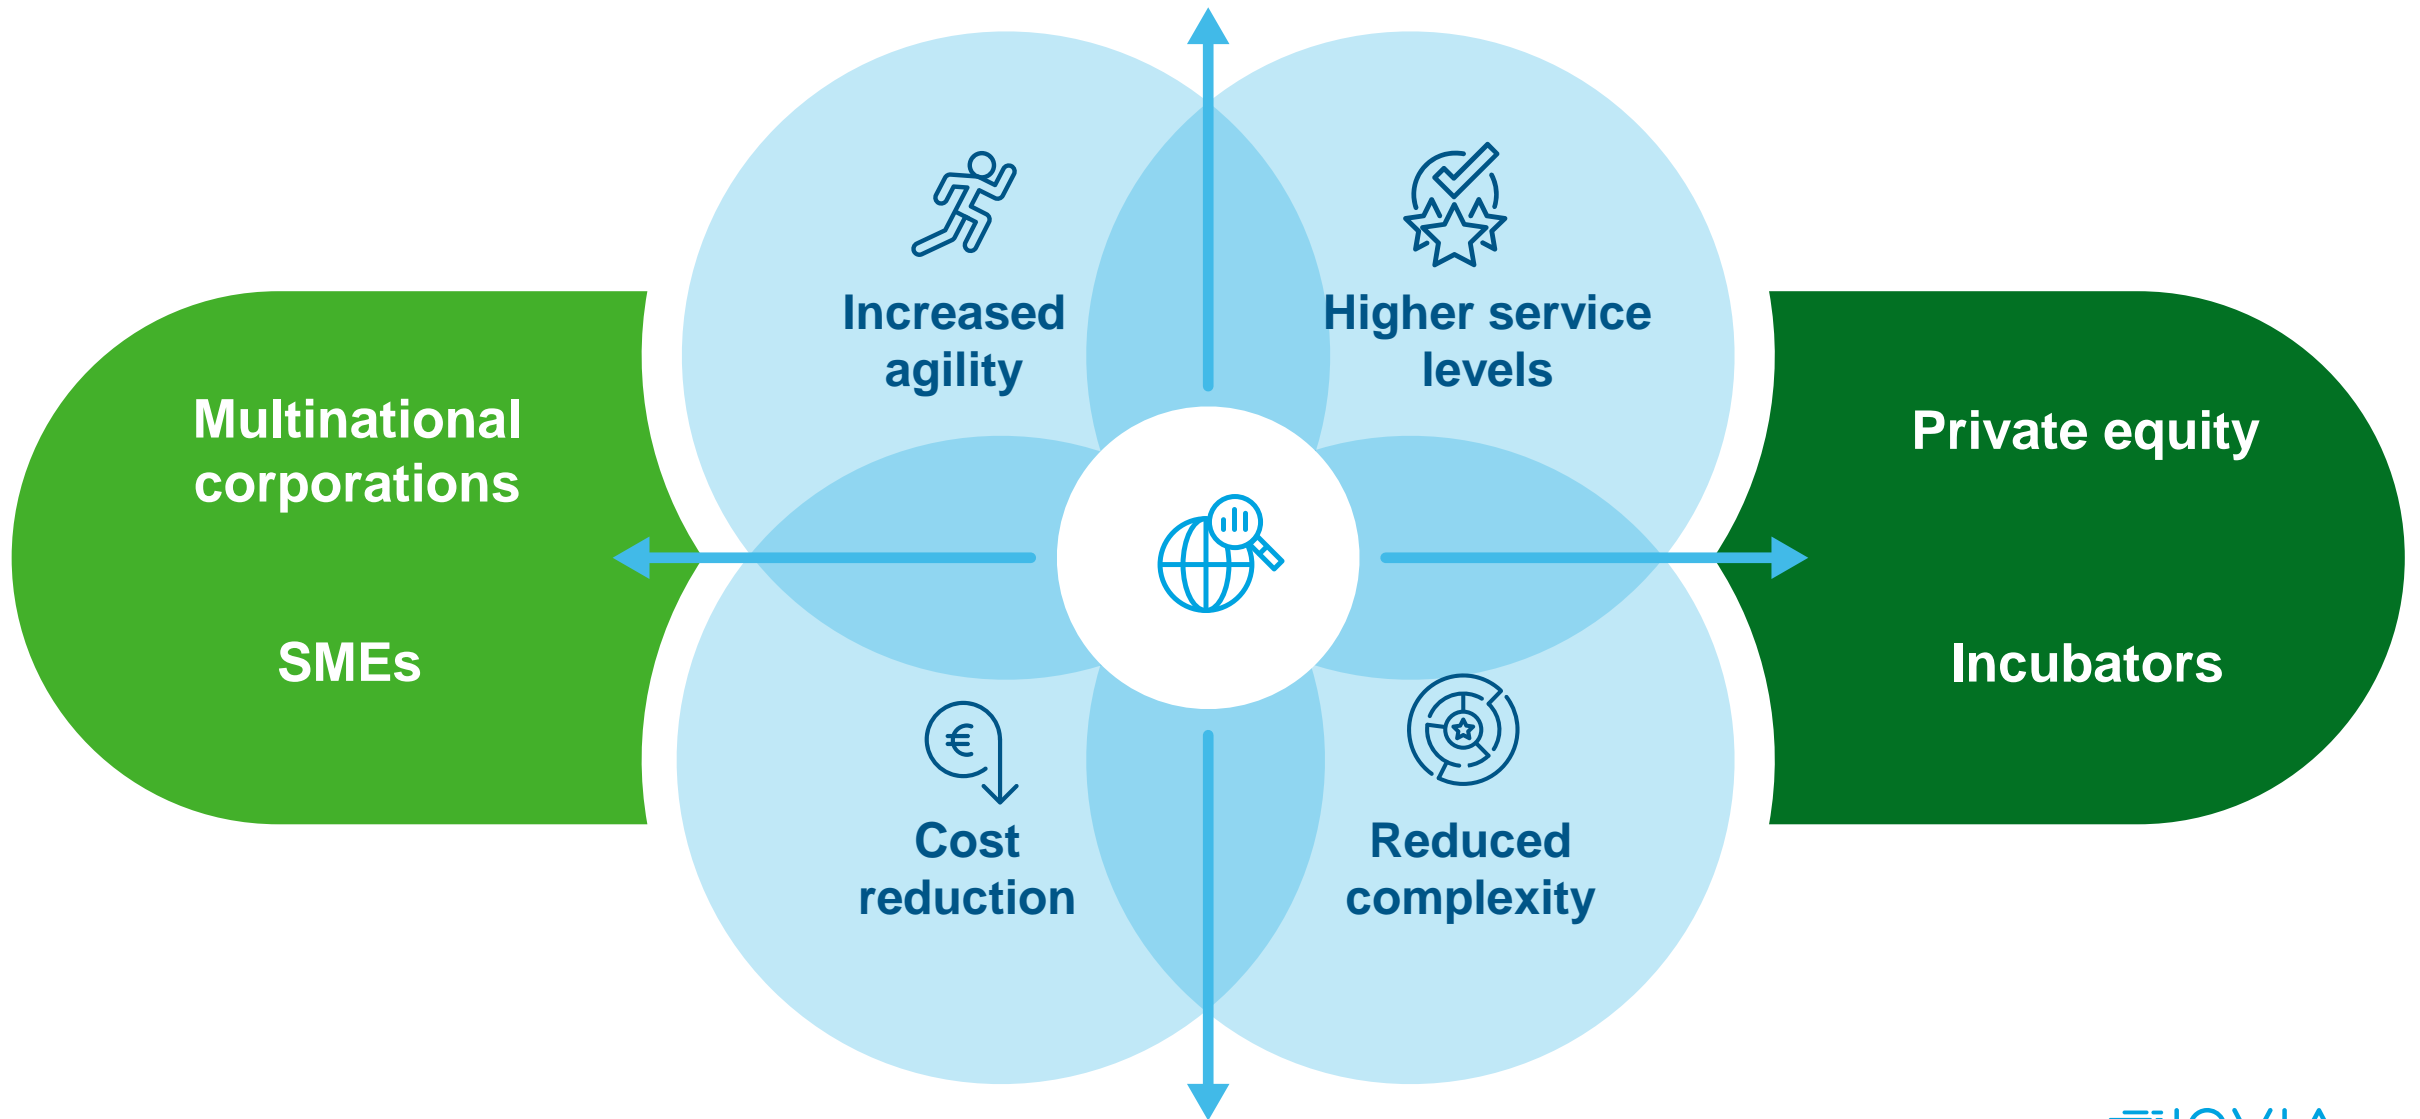 Increased
agility
Higher service
levels
Multinational
corporations
SMEs
Private equity
Incubators
€
Cost
reduction
Reduced
complexity